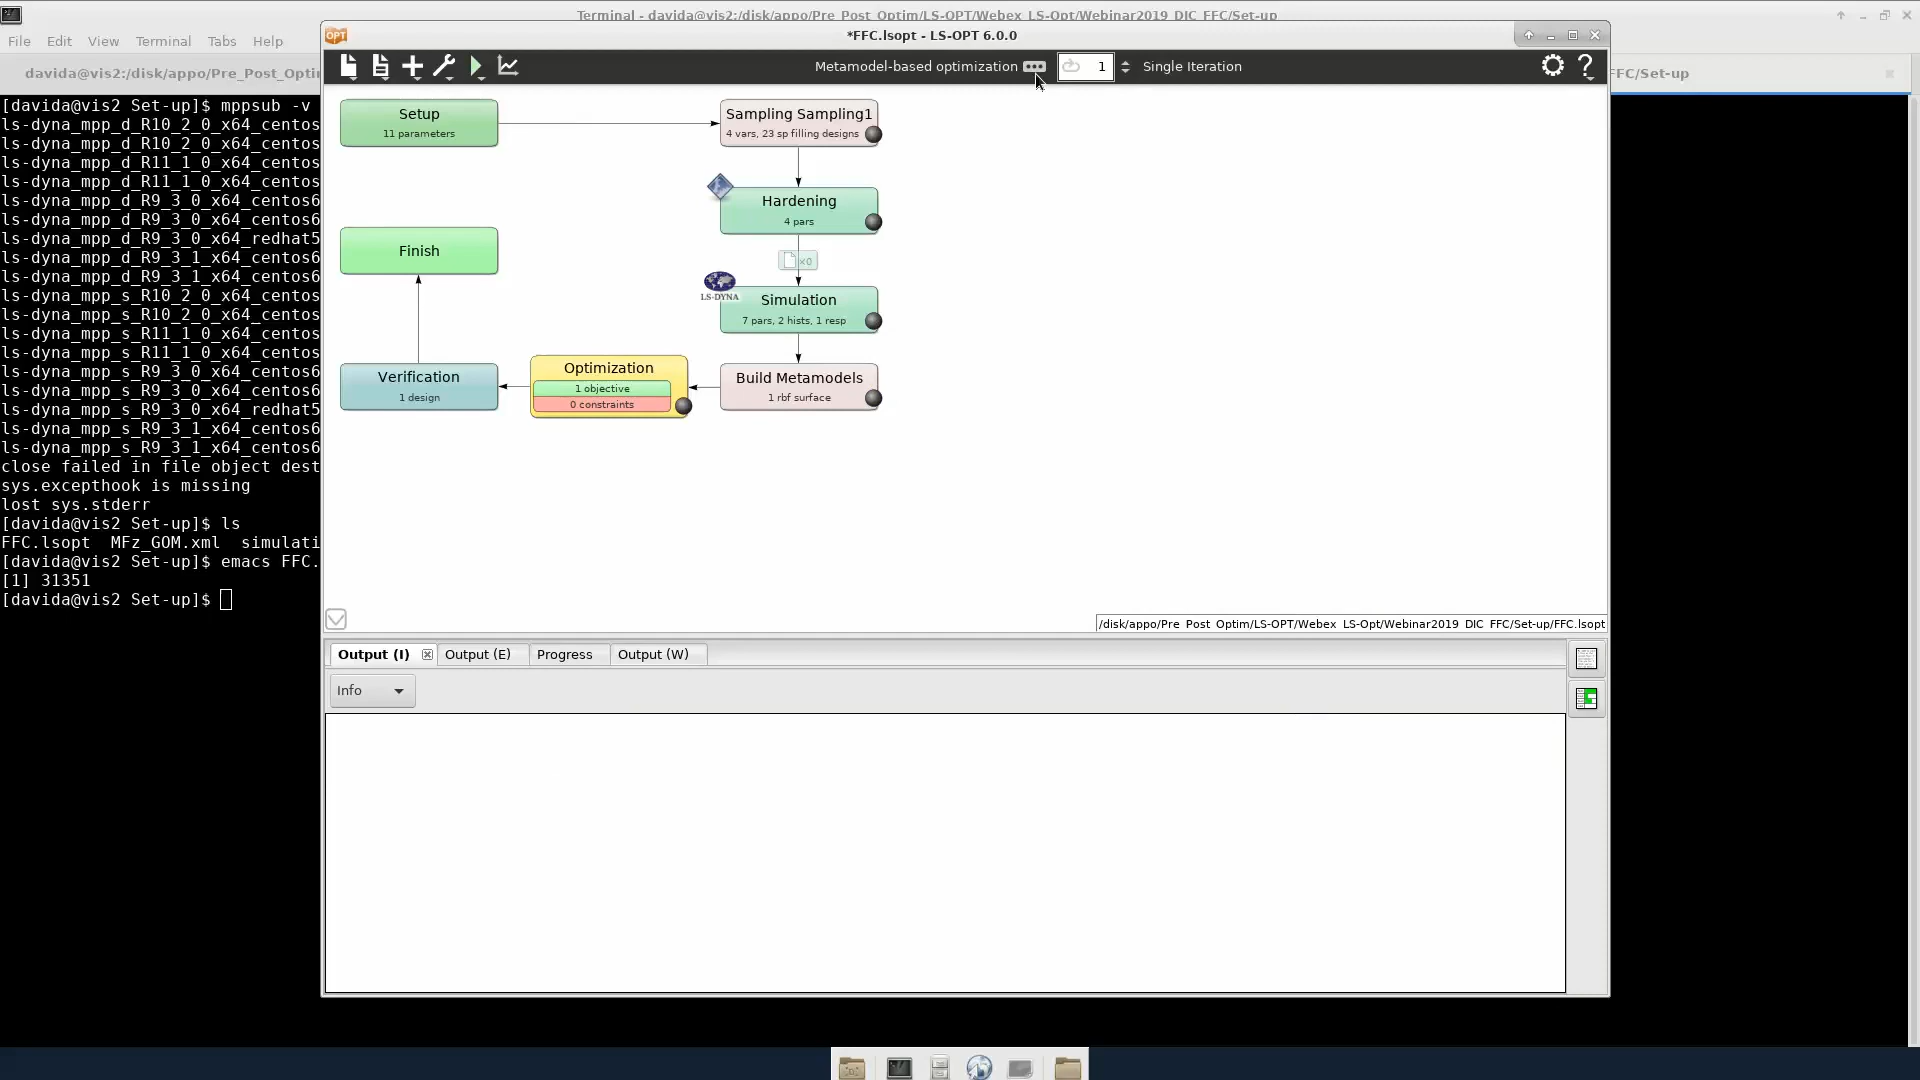 Terminal - davida@vis2:/disk/appo/Pre_Post_Optim/LS-OPT/Webex_LS-Opt/Webinar2019_DIC_FFC/Set-up
File Edit View Terminal Tabs Help
davida@vis2:/disk/appo/Pre_Post_Opti
FFC/Set-up
[davida@vis2 Set-up]$ mppsub -v
ls-dyna_mpp_d_R10_2_0_x64_centos
ls-dyna_mpp_d_R10_2_0_x64_centos
ls-dyna_mpp_d_R11_1_0_x64_centos
ls-dyna_mpp_d_R11_1_0_x64_centos
ls-dyna_mpp_d_R9_3_0_x64_centos6
ls-dyna_mpp_d_R9_3_0_x64_centos6
ls-dyna_mpp_d_R9_3_0_x64_redhat5
ls-dyna_mpp_d_R9_3_1_x64_centos6
ls-dyna_mpp_d_R9_3_1_x64_centos6
ls-dyna_mpp_s_R10_2_0_x64_centos
ls-dyna_mpp_s_R10_2_0_x64_centos
ls-dyna_mpp_s_R11_1_0_x64_centos
ls-dyna_mpp_s_R11_1_0_x64_centos
ls-dyna_mpp_s_R9_3_0_x64_centos6
ls-dyna_mpp_s_R9_3_0_x64_centos6
ls-dyna_mpp_s_R9_3_0_x64_redhat5
ls-dyna_mpp_s_R9_3_1_x64_centos6
ls-dyna_mpp_s_R9_3_1_x64_centos6
close failed in file object dest
sys.excepthook is missing
lost sys.stderr
[davida@vis2 Set-up]$ ls
FFC.lsopt MFz_GOM.xml simulati
[davida@vis2 Set-up]$ emacs FFC.
[1] 31351
[davida@vis2 Set-up]$
OPT
*FFC.lsopt - LS-OPT 6.0.0
Metamodel-based optimization
1
Single Iteration
Setup
11 parameters
Sampling Sampling1
4 vars, 23 sp filling designs
Hardening
4 pars
×0
Finish
LS-DYNA
Simulation
7 pars, 2 hists, 1 resp
Verification
1 design
Optimization
1 objective
0 constraints
Build Metamodels
1 rbf surface
/disk/appo/Pre_Post_Optim/LS-OPT/Webex_LS-Opt/Webinar2019_DIC_FFC/Set-up/FFC.lsopt
Output (I) Output (E) Progress Output (W)
Info